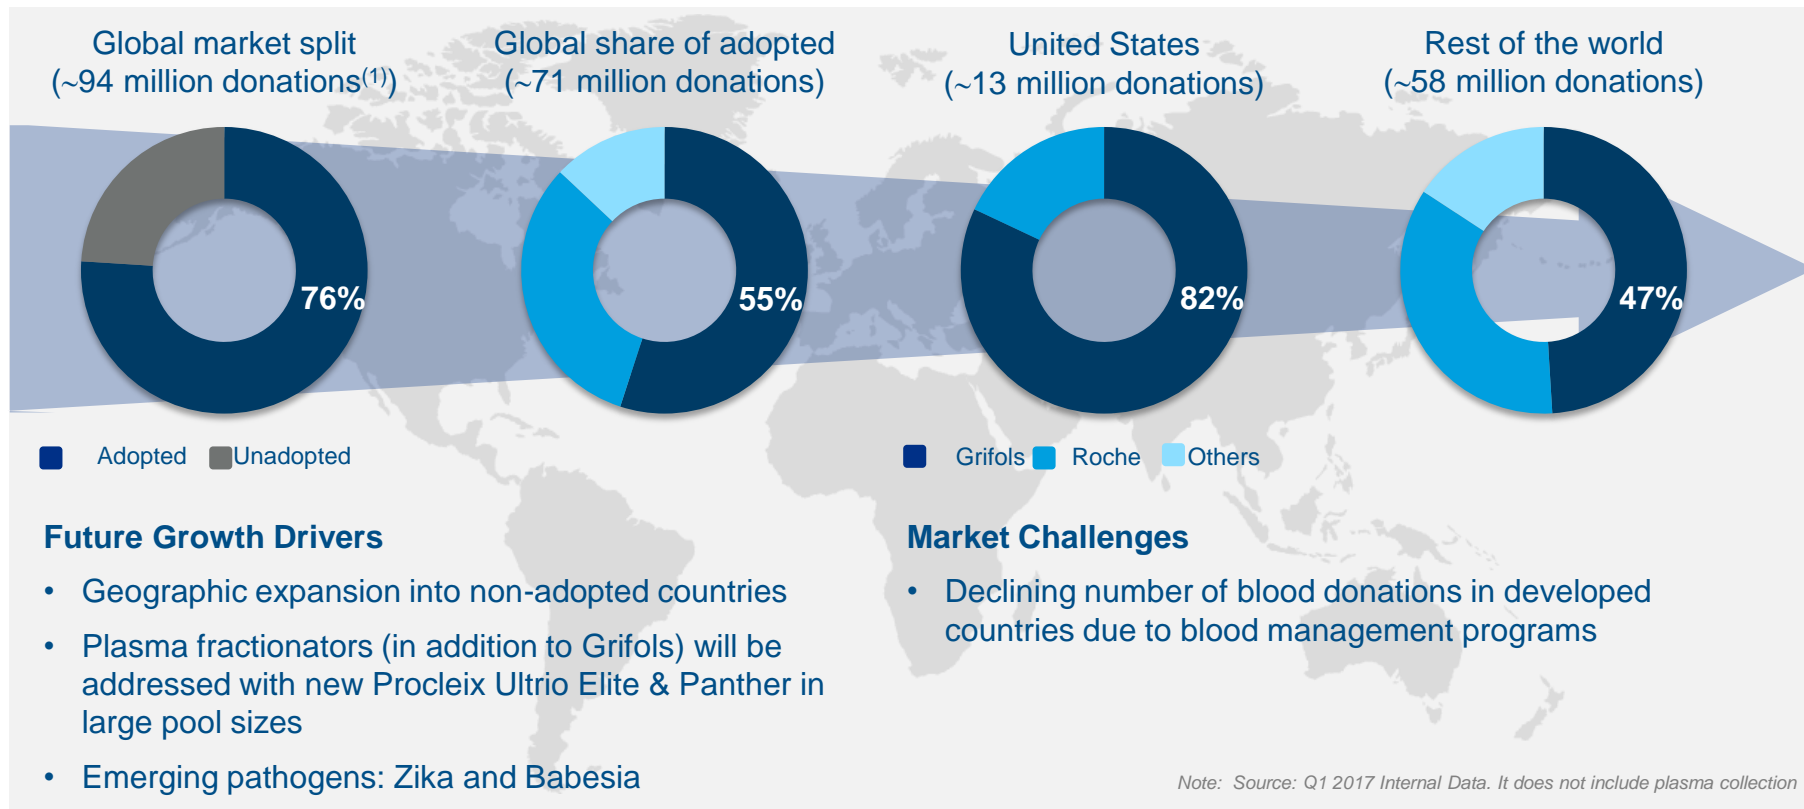 Global market split
(~94 million donations(1))
Global share of adopted
(~71 million donations)
United States
(~13 million donations)
Rest of the world
(~58 million donations)
76%
55%
82%
47%
Adopted
Unadopted
Grifols
Roche
Others
Future Growth Drivers
• Geographic expansion into non-adopted countries
• Plasma fractionators (in addition to Grifols) will be
addressed with new Procleix Ultrio Elite & Panther in
large pool sizes
• Emerging pathogens: Zika and Babesia
Market Challenges
• Declining number of blood donations in developed
countries due to blood management programs
Note: Source: Q1 2017 Internal Data. It does not include plasma collection